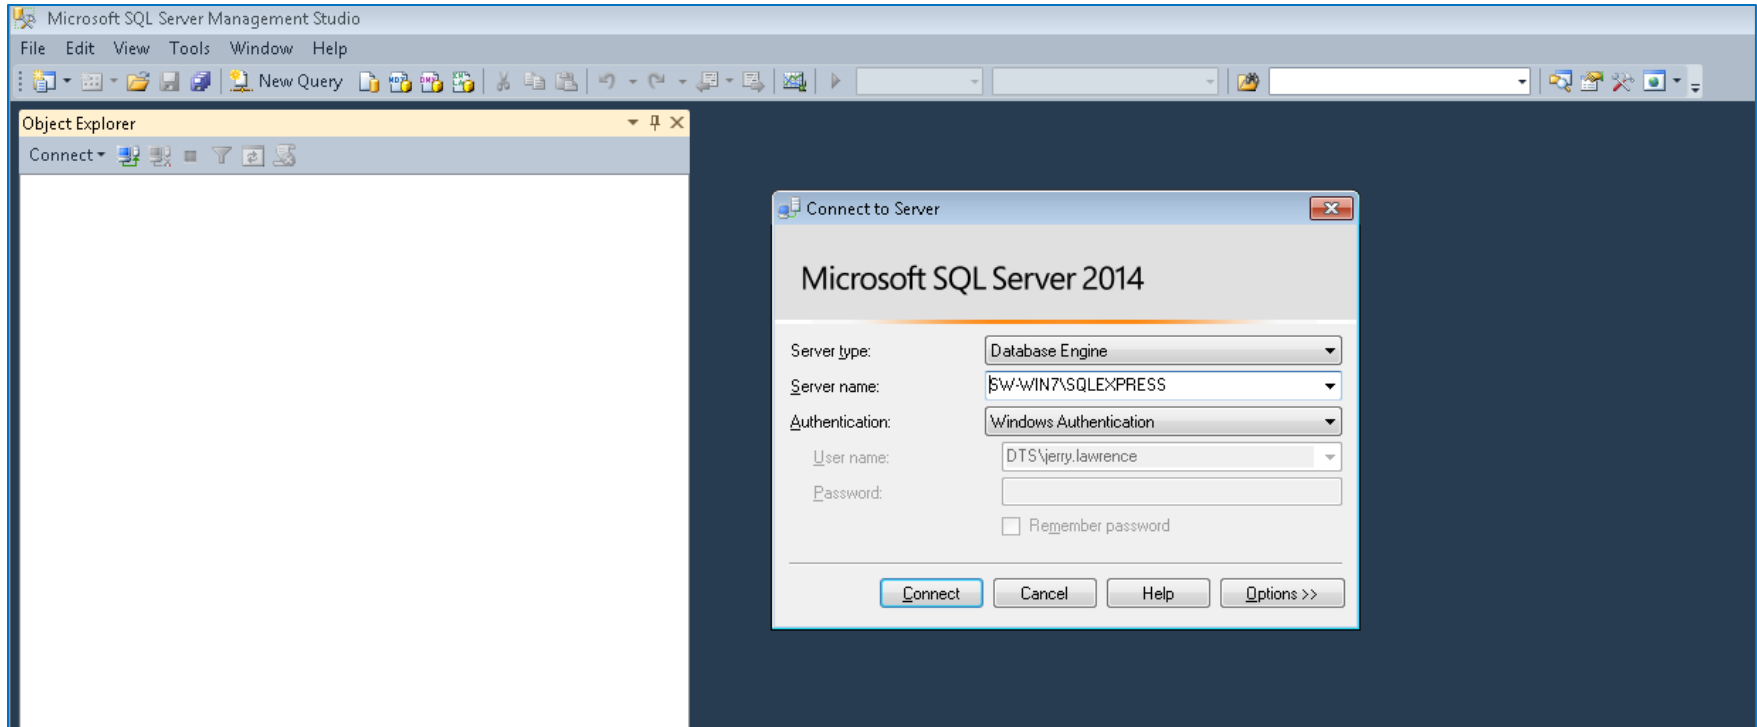 Microsoft SQL Server Management Studio
File Edit View Tools Window Help
New Query
Object Explorer
Connect
Connect to Server
Microsoft SQL Server 2014
Server type: Database Engine
Server name: SW-WIN7\SQLEXPRESS
Authentication: Windows Authentication
User name: DTS\jerry.lawrence
Password:
Remember password
Connect Cancel Help Options >>